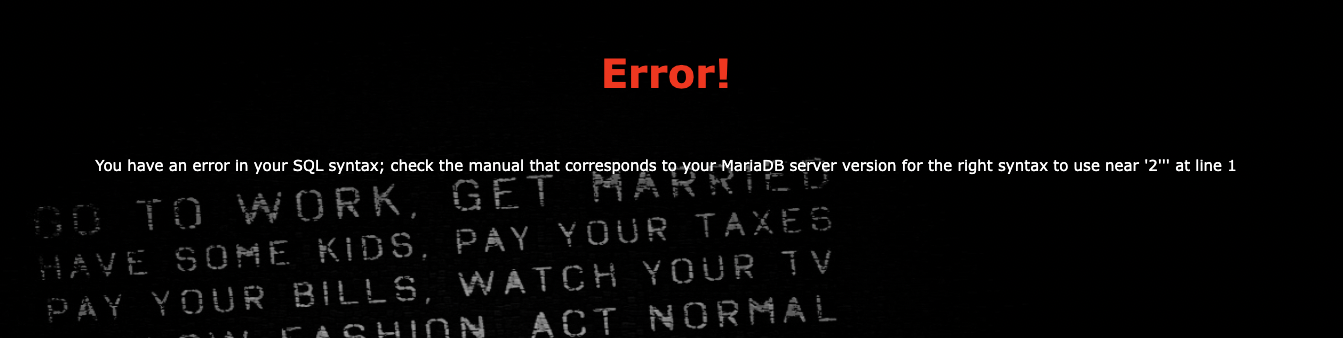 Error!
You have an error in your SQL syntax; check the manual that corresponds to your MariaDB server version for the right syntax to use near '2''' at line 1
GO TO WORK, GET MARRIED
HAVE SOME KIDS, PAY YOUR TAXES
PAY YOUR BILLS, WATCH YOUR TV
FASHION, ACT NORMAL